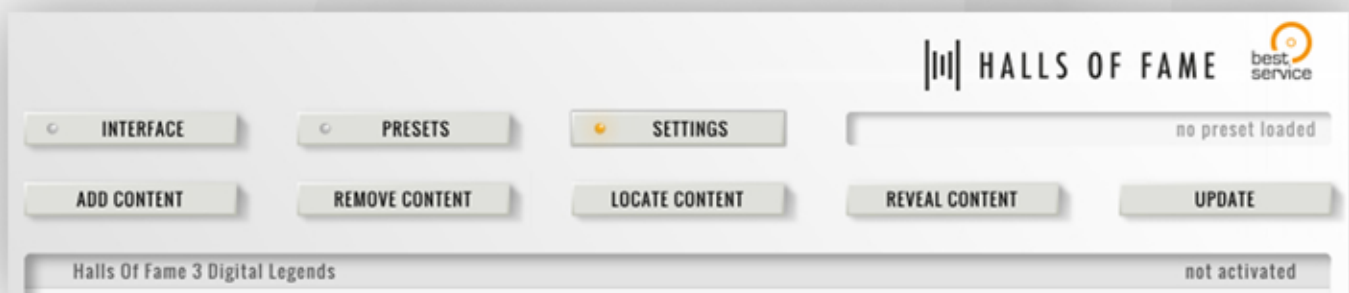 HALLS OF FAME
best
service
INTERFACE PRESETS SETTINGS no preset loaded
ADD CONTENT REMOVE CONTENT LOCATE CONTENT REVEAL CONTENT UPDATE
Halls Of Fame 3 Digital Legends not activated